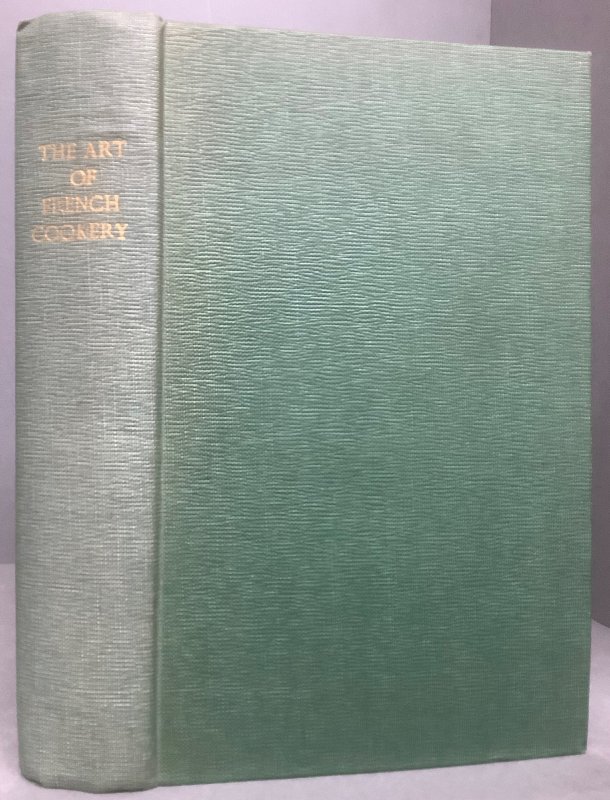 THE ART
OF
FRENCH
COOKERY